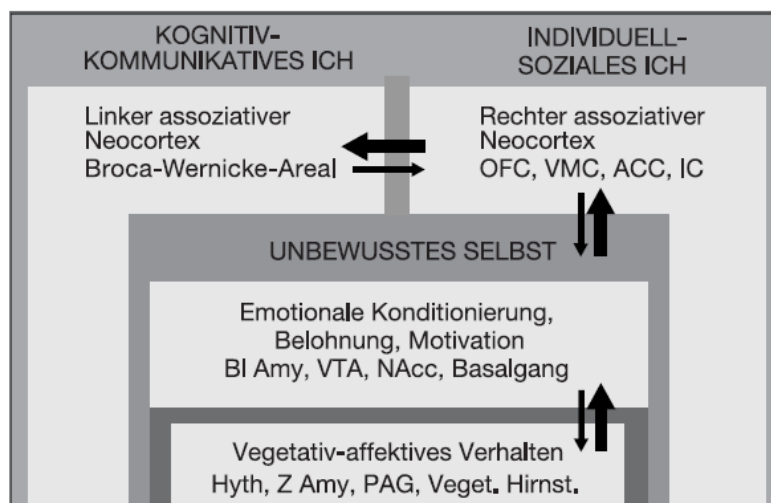 KOGNITIV-
KOMMUNIKATIVES ICH
INDIVIDUELL-
SOZIALES ICH
Linker assoziativer
Neocortex
Broca-Wernicke-Areal
Rechter assoziativer
Neocortex
OFC, VMC, ACC, IC
UNBEWUSSTES SELBST
Emotionale Konditionierung,
Belohnung, Motivation
Bl Amy, VTA, NAcc, Basalgang
Vegetativ-affektives Verhalten
Hyth, Z Amy, PAG, Veget. Hirnst.